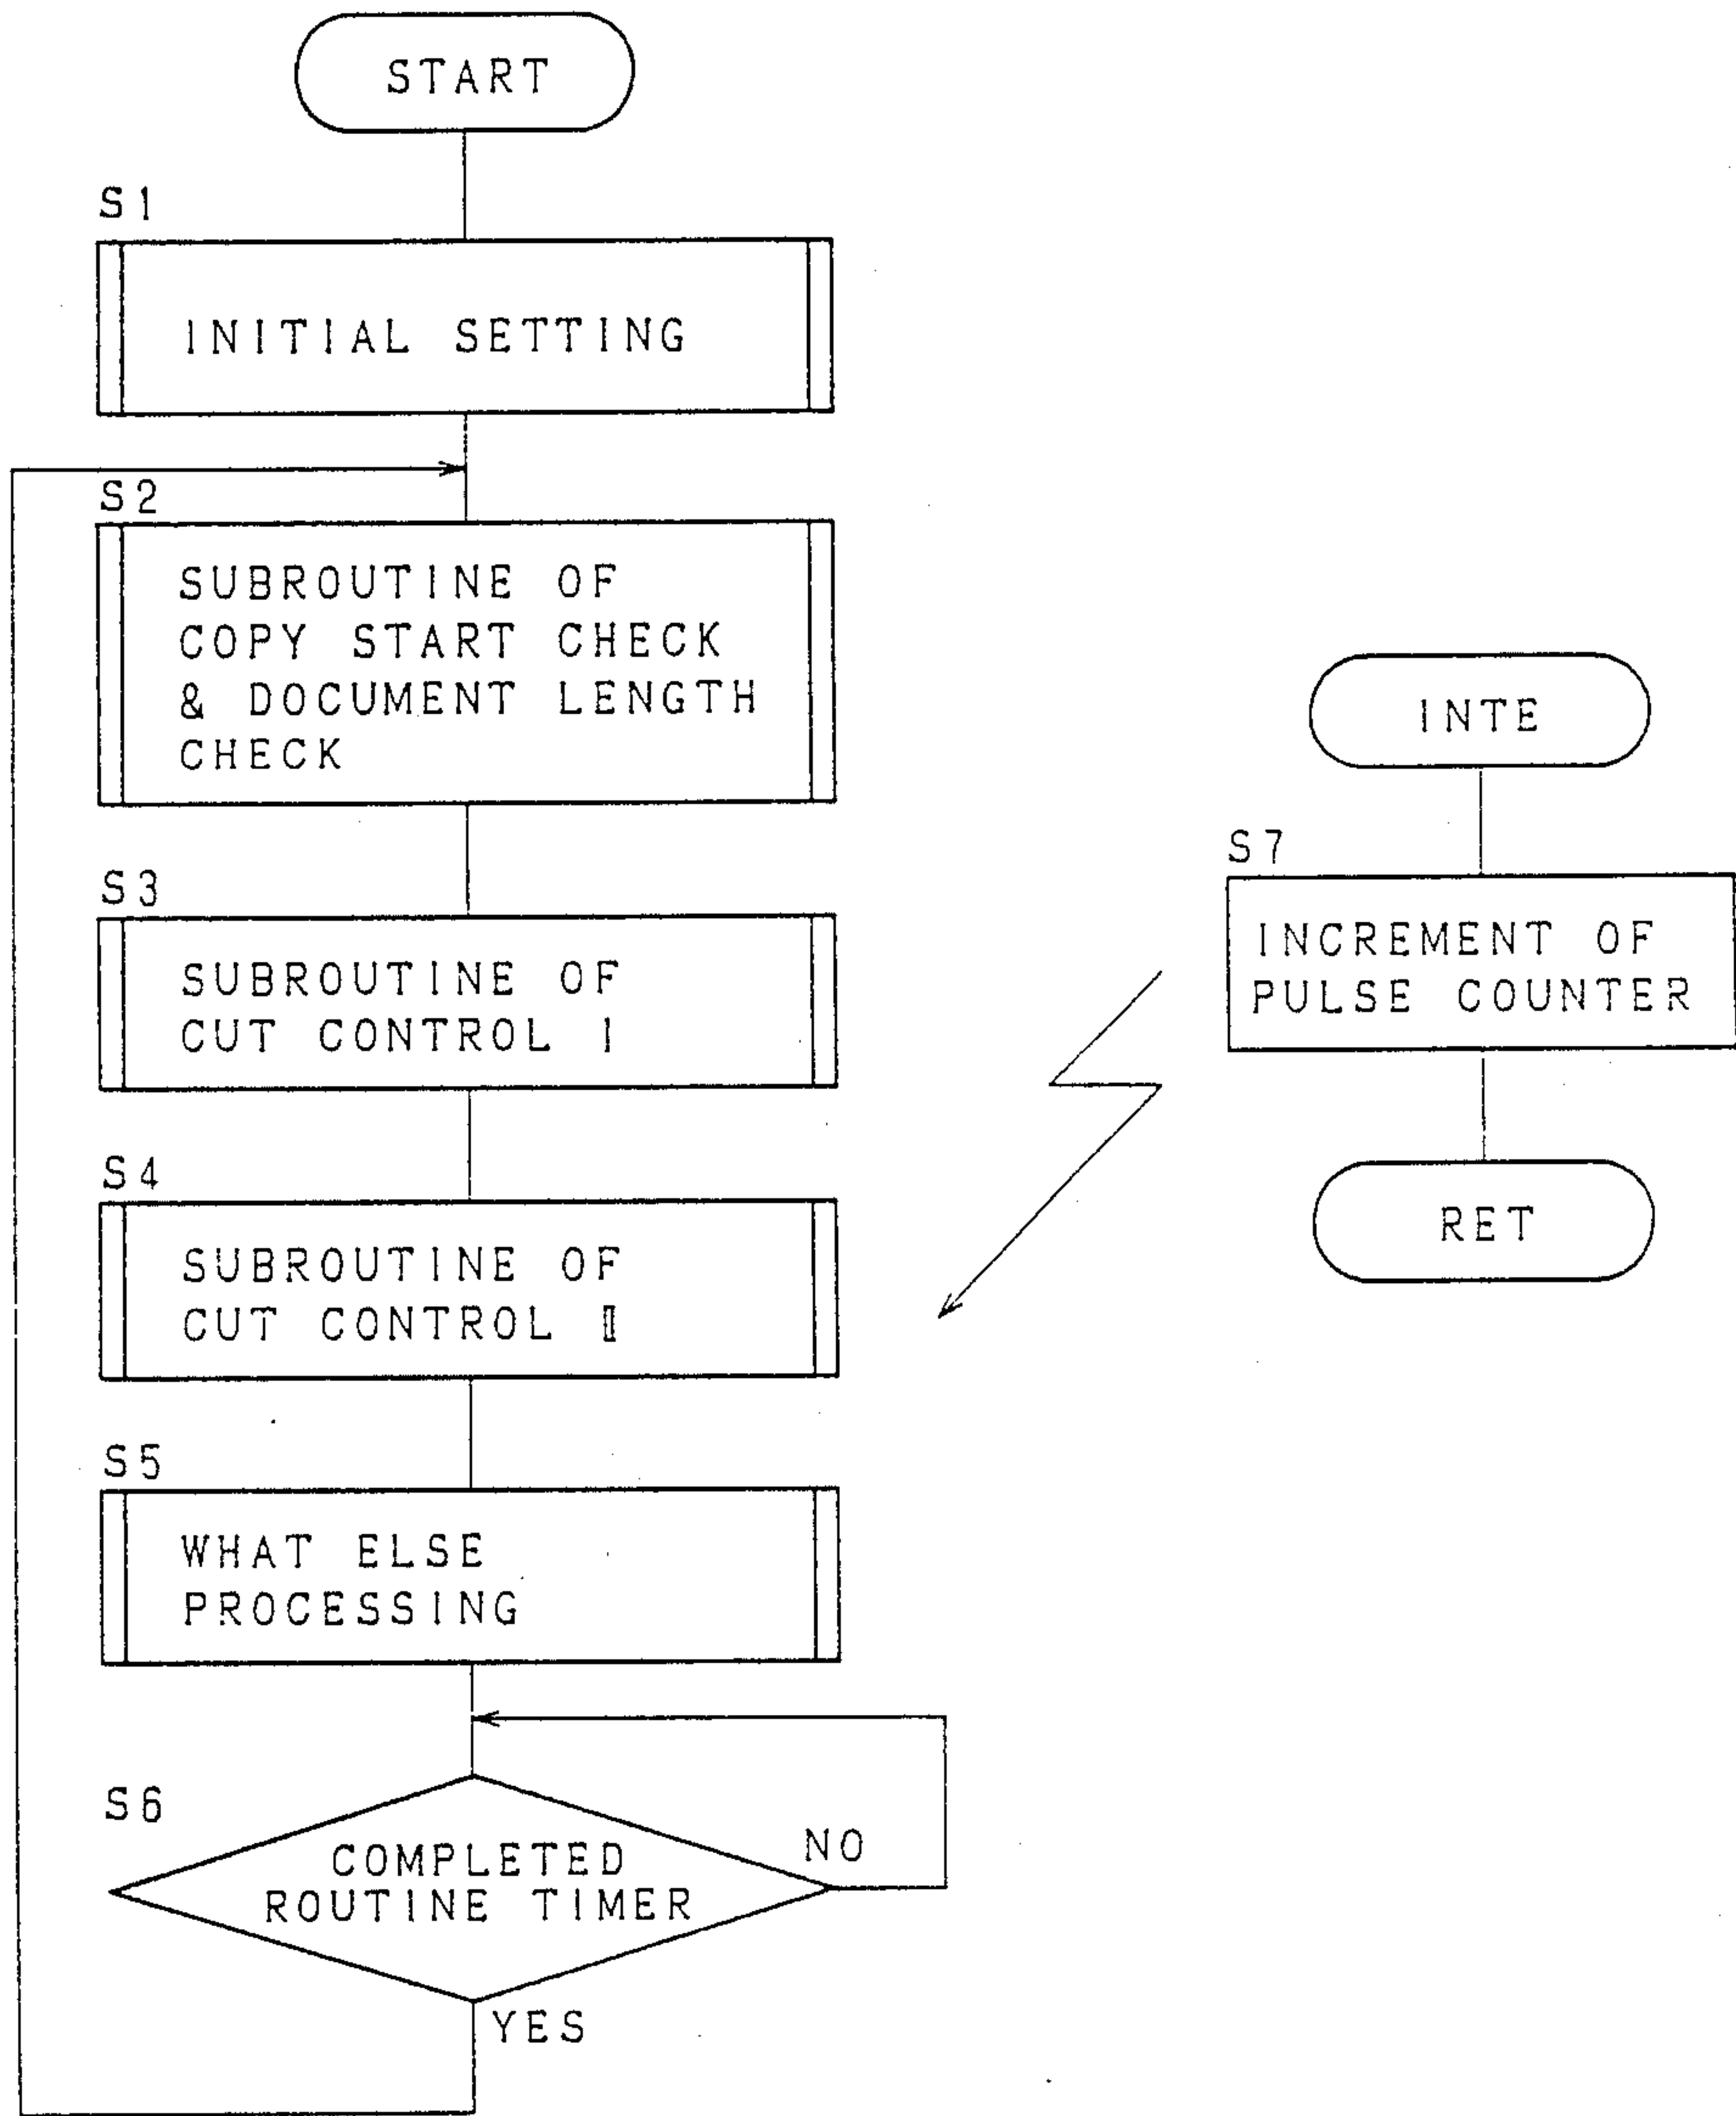 START
S1
INITIAL SETTING
S2
SUBROUTINE OF
COPY START CHECK
& DOCUMENT LENGTH
CHECK
S3
SUBROUTINE OF
CUT CONTROL I
S4
SUBROUTINE OF
CUT CONTROL II
S5
WHAT ELSE
PROCESSING
S6
COMPLETED
ROUTINE TIMER
NO
YES
INTE
S7
INCREMENT OF
PULSE COUNTER
RET